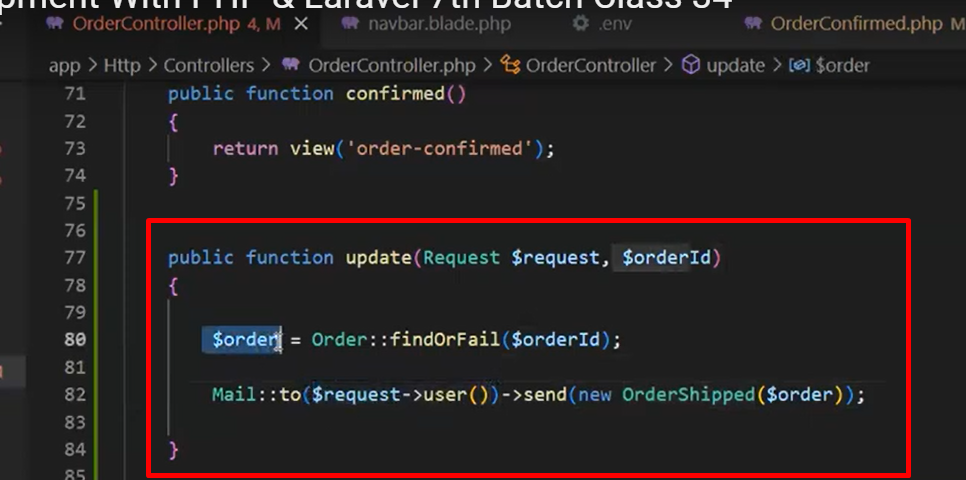 pment With PHP & Laravel 7th Batch Class 34
OrderController.php 4, M navbar.blade.php .env OrderConfirmed.php M
app > Http > Controllers > OrderController.php > OrderController > update > $order
71 public function confirmed()
72 {
73 return view('order-confirmed');
74 }
75
76
77 public function update(Request $request, $orderId)
78 {
79
80 $order = Order::findOrFail($orderId);
81
82 Mail::to($request->user())->send(new OrderShipped($order));
83
84 }
85